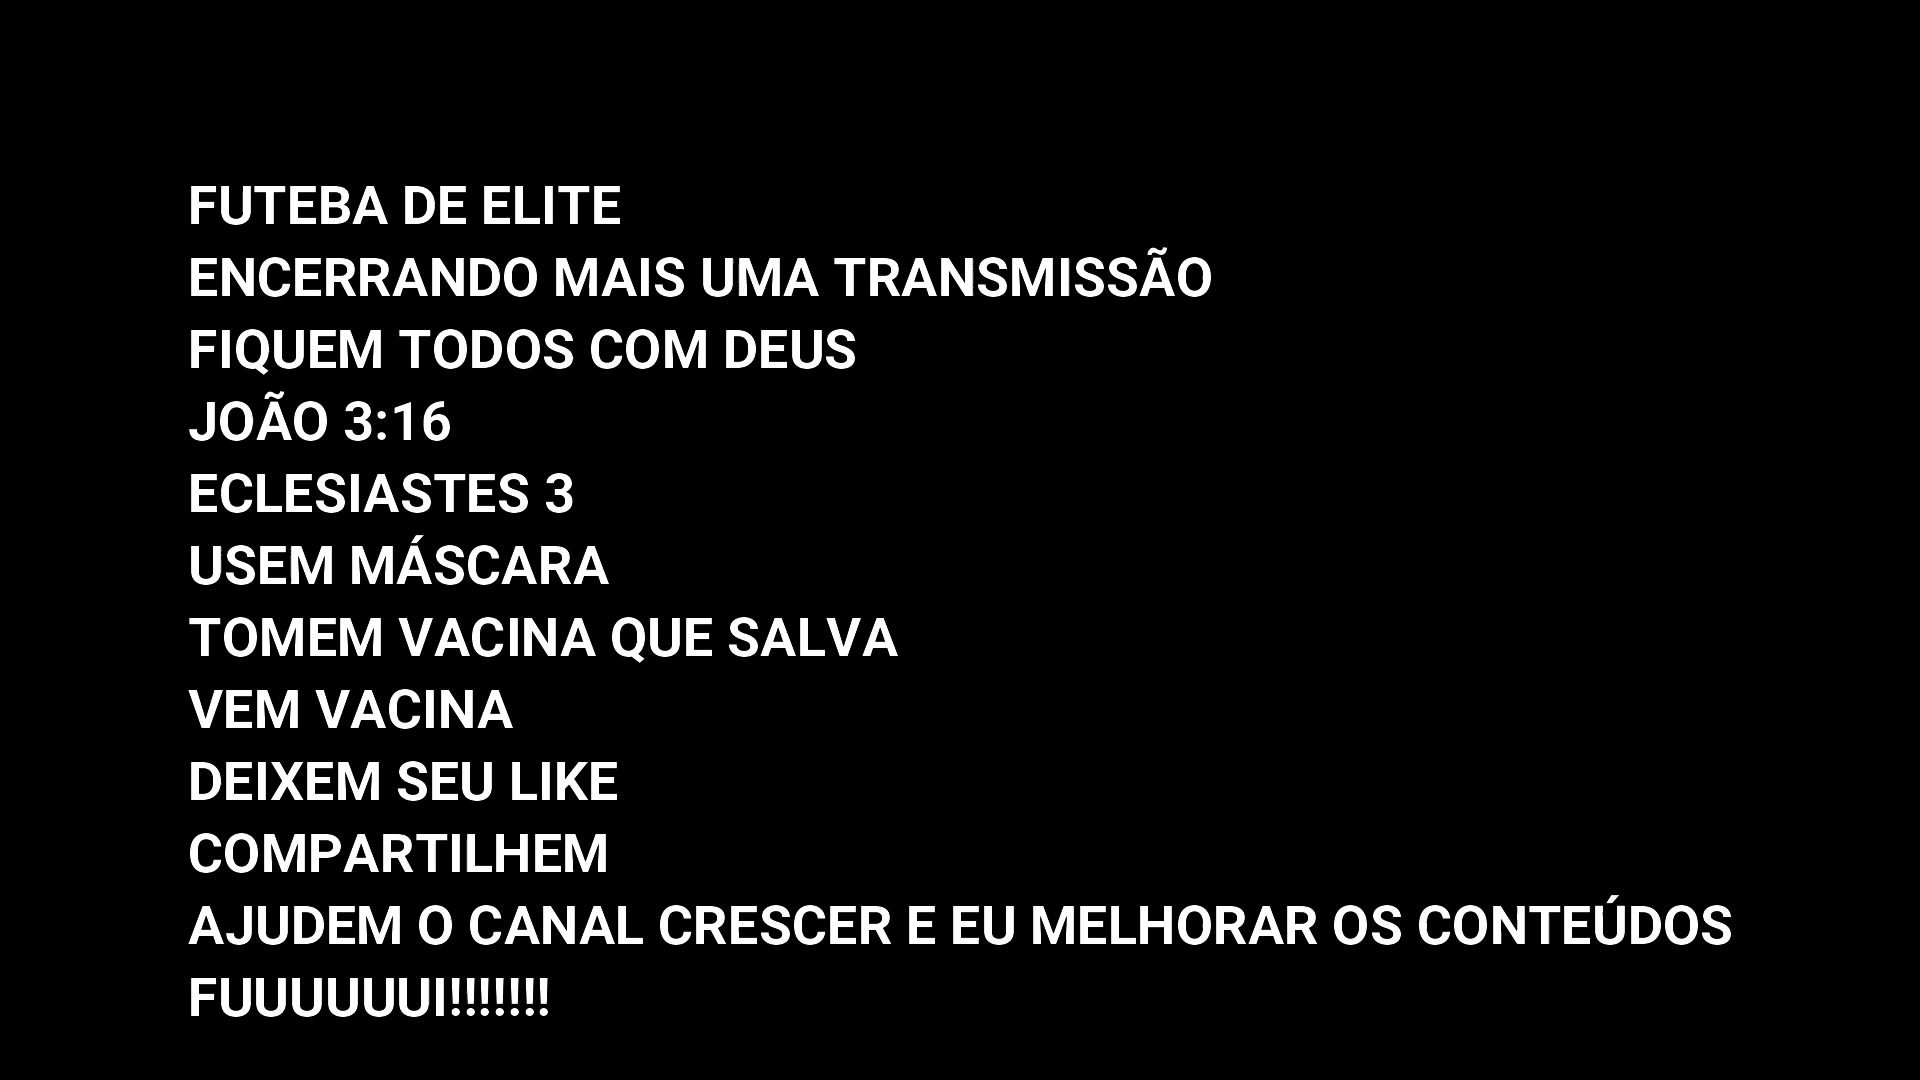 FUTEBA DE ELITE
ENCERRANDO MAIS UMA TRANSMISSÃO
FIQUEM TODOS COM DEUS
JOÃO 3:16
ECLESIASTES 3
USEM MÁSCARA
TOMEM VACINA QUE SALVA
VEM VACINA
DEIXEM SEU LIKE
COMPARTILHEM
AJUDEM O CANAL CRESCER E EU MELHORAR OS CONTEÚDOS
FUUUUUUI!!!!!!!